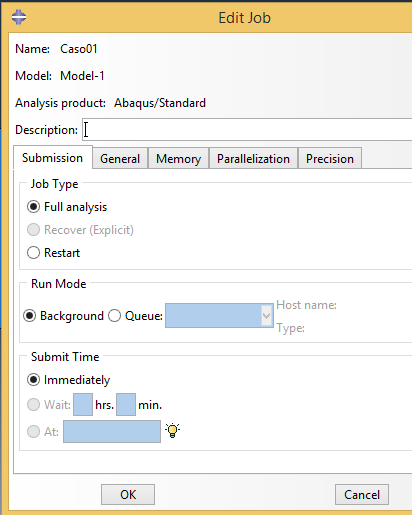 Edit Job
Name: Caso01
Model: Model-1
Analysis product: Abaqus/Standard
Description:
Submission General Memory Parallelization Precision
Job Type
Full analysis
Recover (Explicit)
Restart
Run Mode
Background Queue: Host name:
Type:
Submit Time
Immediately
Wait: hrs. min.
At:
OK Cancel